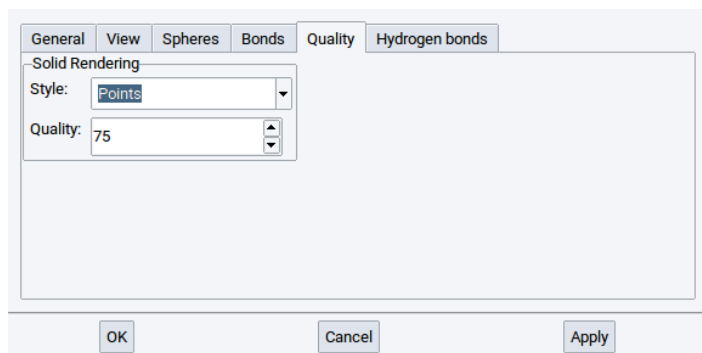 General View Spheres Bonds Quality Hydrogen bonds
Solid Rendering
Style: Points
Quality: 75
OK Cancel Apply